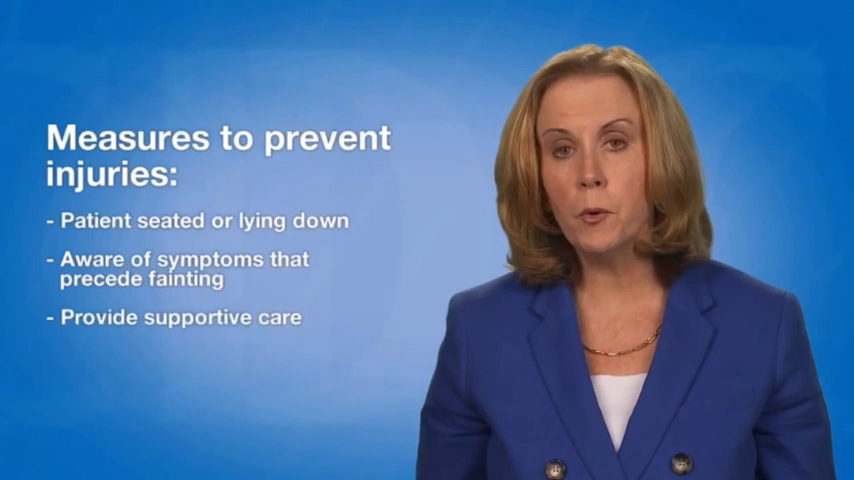 Measures to prevent
injuries:
- Patient seated or lying down
- Aware of symptoms that
precede fainting
- Provide supportive care